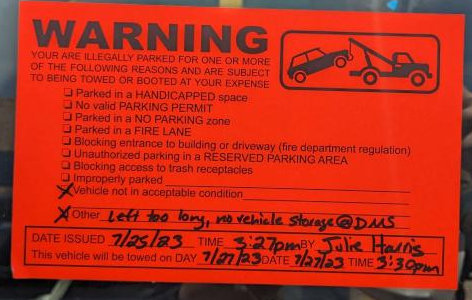 WARNING
YOUR ARE ILLEGALLY PARKED FOR ONE OR MORE
OF THE FOLLOWING REASONS AND ARE SUBJECT
TO BEING TOWED OR BOOTED AT YOUR EXPENSE
❑ Parked in a HANDICAPPED space
❑ No valid PARKING PERMIT
❑ Parked in a NO PARKING zone
❑ Parked in a FIRE LANE
❑ Blocking entrance to building or driveway (fire department regulation)
❑ Unauthorized parking in a RESERVED PARKING AREA
❑ Blocking access to trash receptacles
❑ Improperly parked
X Vehicle not in acceptable condition
X Other Left too long, no vehicle storage @ DMS
DATE ISSUED 7/25/23 TIME 3:27pm BY Julie Harris
This vehicle will be towed on DAY 7/27/23 DATE 7/27/23 TIME 3:30pm